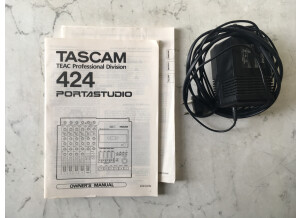 TASCAM
TEAC Professional Division
424
PORTASTUDIO
OWNER'S MANUAL